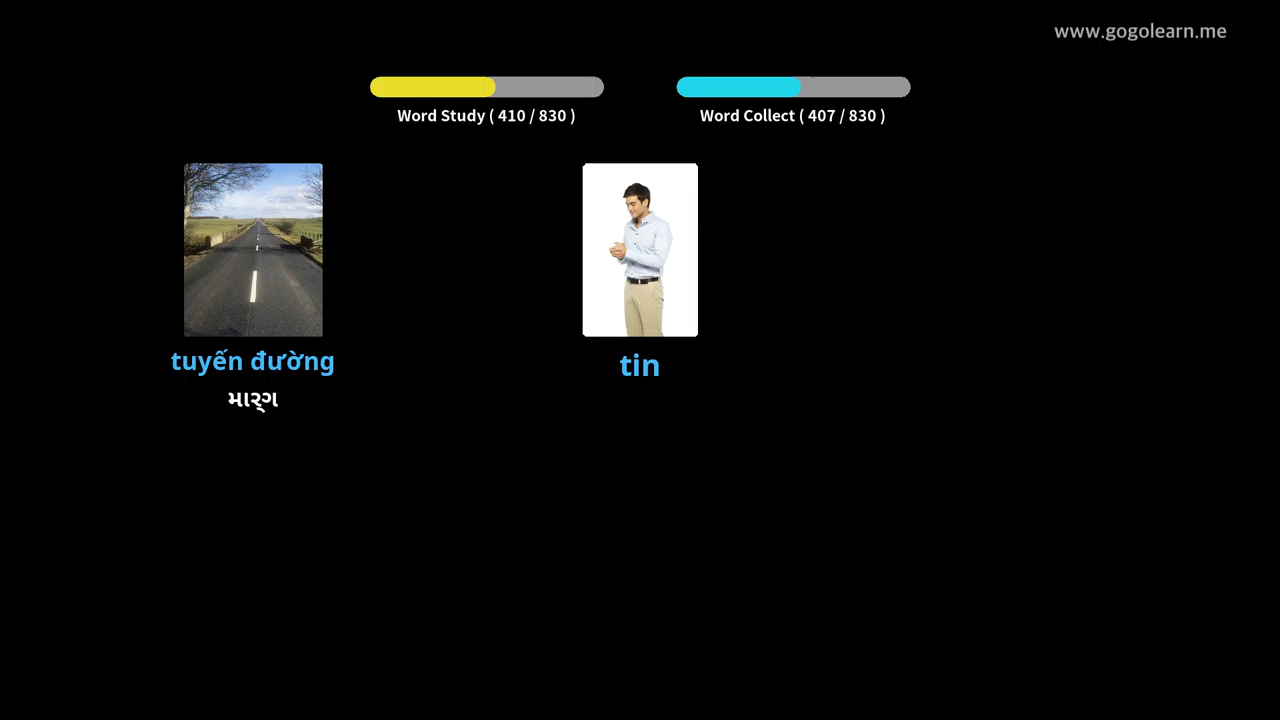 www.gogolearn.me
Word Study ( 410 / 830 )
Word Collect ( 407 / 830 )
tuyến đường
માર્ગ
tin